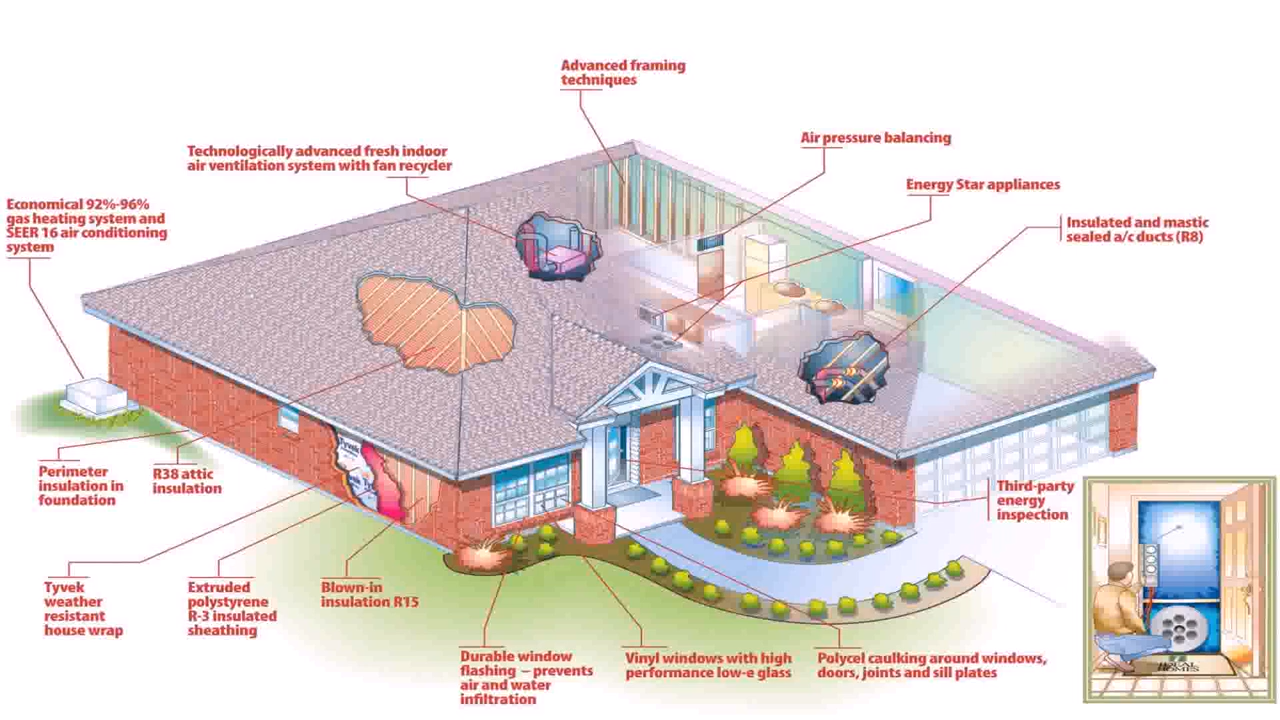 Advanced framing
techniques
Air pressure balancing
Technologically advanced fresh indoor
air ventilation system with fan recycler
Energy Star appliances
Economical 92%-96%
gas heating system and
SEER 16 air conditioning
system
Insulated and mastic
sealed a/c ducts (R8)
Tyvek
Perimeter
insulation in
foundation
R38 attic
insulation
Third-party
energy
inspection
Tyvek
weather
resistant
house wrap
Extruded
polystyrene
R-3 insulated
sheathing
Blown-in
insulation R15
Durable window
flashing – prevents
air and water
infiltration
Vinyl windows with high
performance low-e glass
Polycel caulking around windows,
doors, joints and sill plates
HOMES